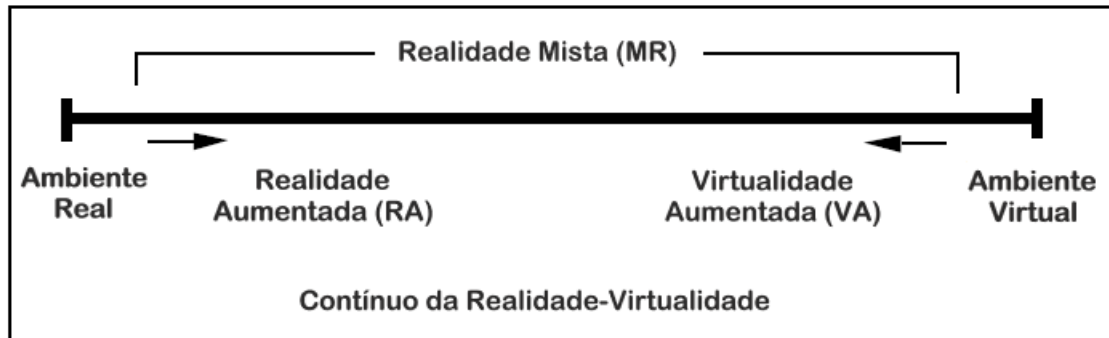 Realidade Mista (MR)
Ambiente
Real
Realidade
Aumentada (RA)
Virtualidade
Aumentada (VA)
Ambiente
Virtual
Contínuo da Realidade-Virtualidade